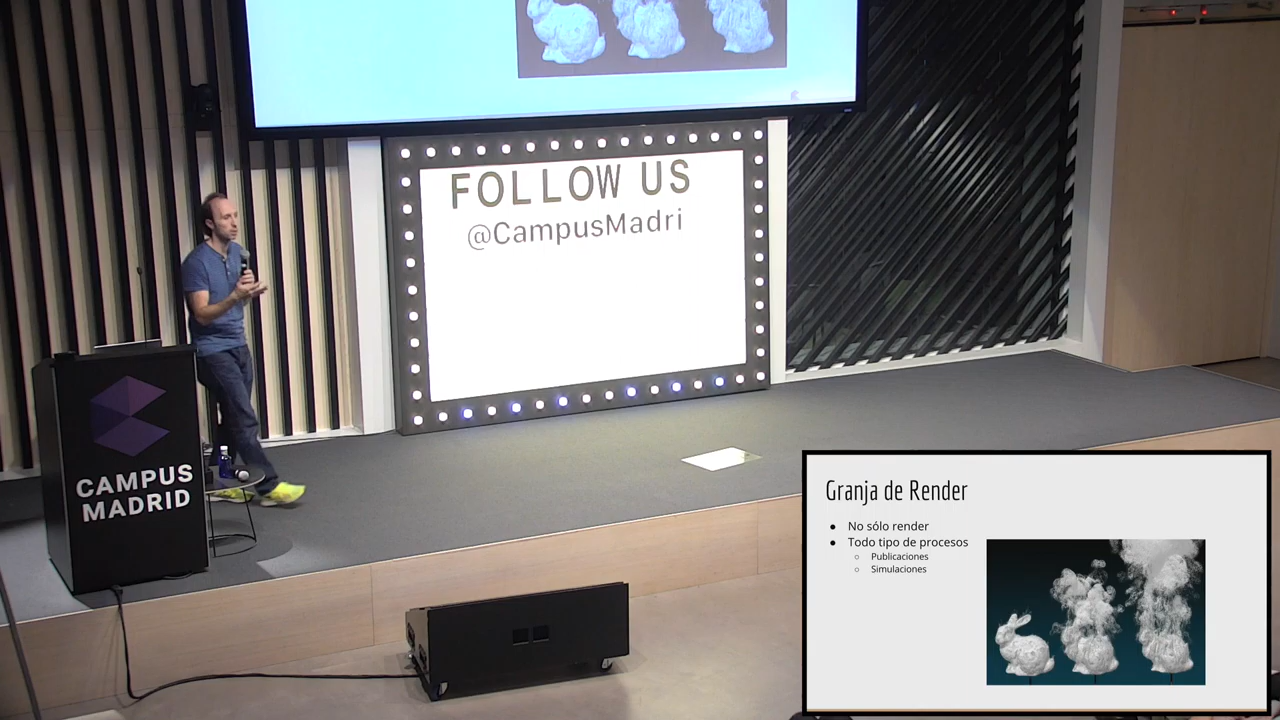 FOLLOW US
@CampusMadri
CAMPUS
MADRID
Granja de Render
No sólo render
Todo tipo de procesos
Publicaciones
Simulaciones